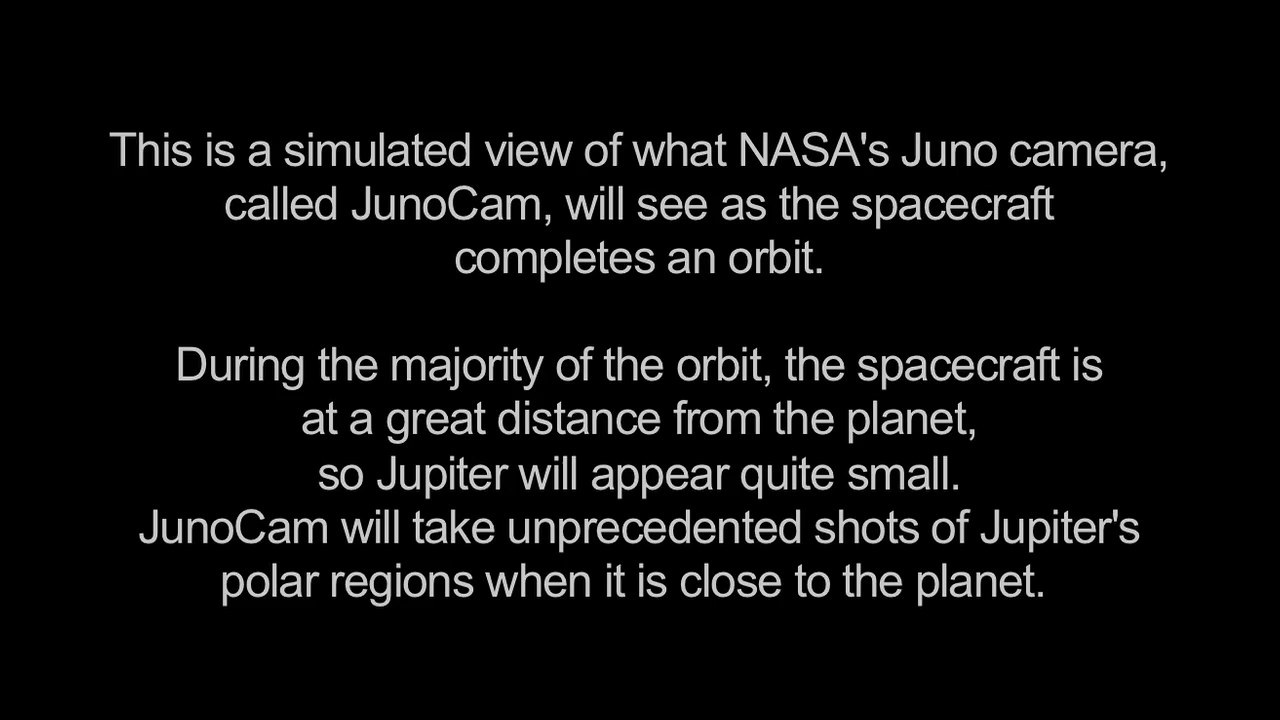 This is a simulated view of what NASA's Juno camera,
called JunoCam, will see as the spacecraft
completes an orbit.
During the majority of the orbit, the spacecraft is
at a great distance from the planet,
so Jupiter will appear quite small.
JunoCam will take unprecedented shots of Jupiter's
polar regions when it is close to the planet.